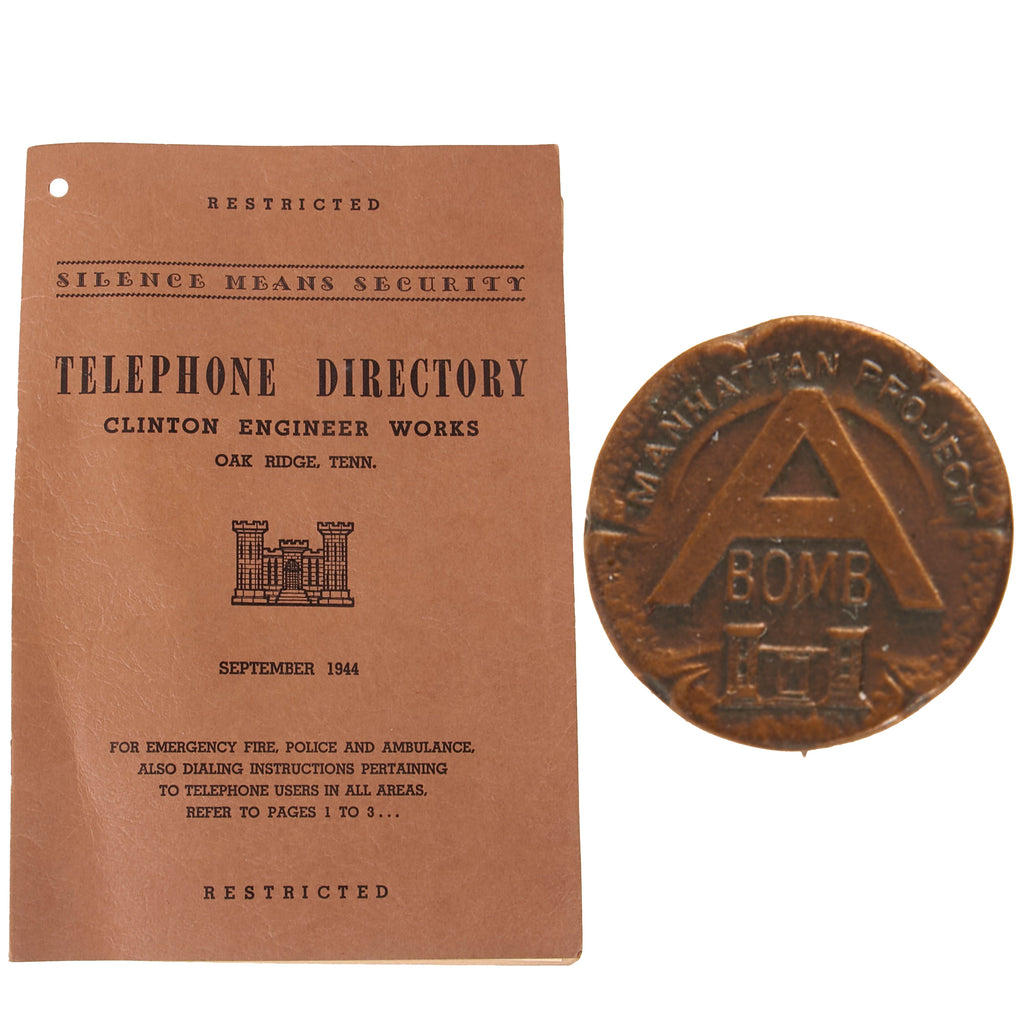 RESTRICTED
SILENCE MEANS SECURITY
TELEPHONE DIRECTORY
CLINTON ENGINEER WORKS
OAK RIDGE, TENN.
SEPTEMBER 1944
FOR EMERGENCY FIRE, POLICE AND AMBULANCE,
ALSO DIALING INSTRUCTIONS PERTAINING
TO TELEPHONE USERS IN ALL AREAS,
REFER TO PAGES 1 TO 3...
RESTRICTED
MANHATTAN PROJECT
A
BOMB